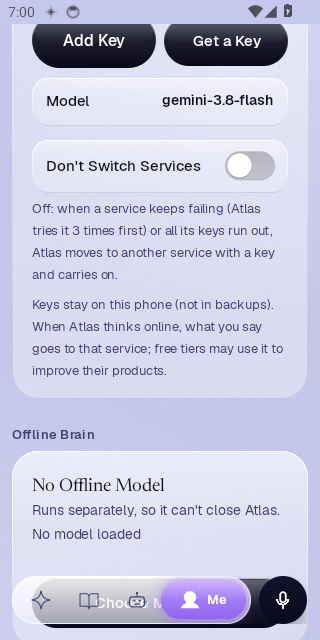 7:00
Add Key
Get a Key
Model
gemini-3.8-flash
Don't Switch Services
Off: when a service keeps failing (Atlas
tries it 3 times first) or all its keys run out,
Atlas moves to another service with a key
and carries on.
Keys stay on this phone (not in backups).
When Atlas thinks online, what you say
goes to that service; free tiers may use it to
improve their products.
Offline Brain
No Offline Model
Runs separately, so it can't close Atlas.
No model loaded
Me